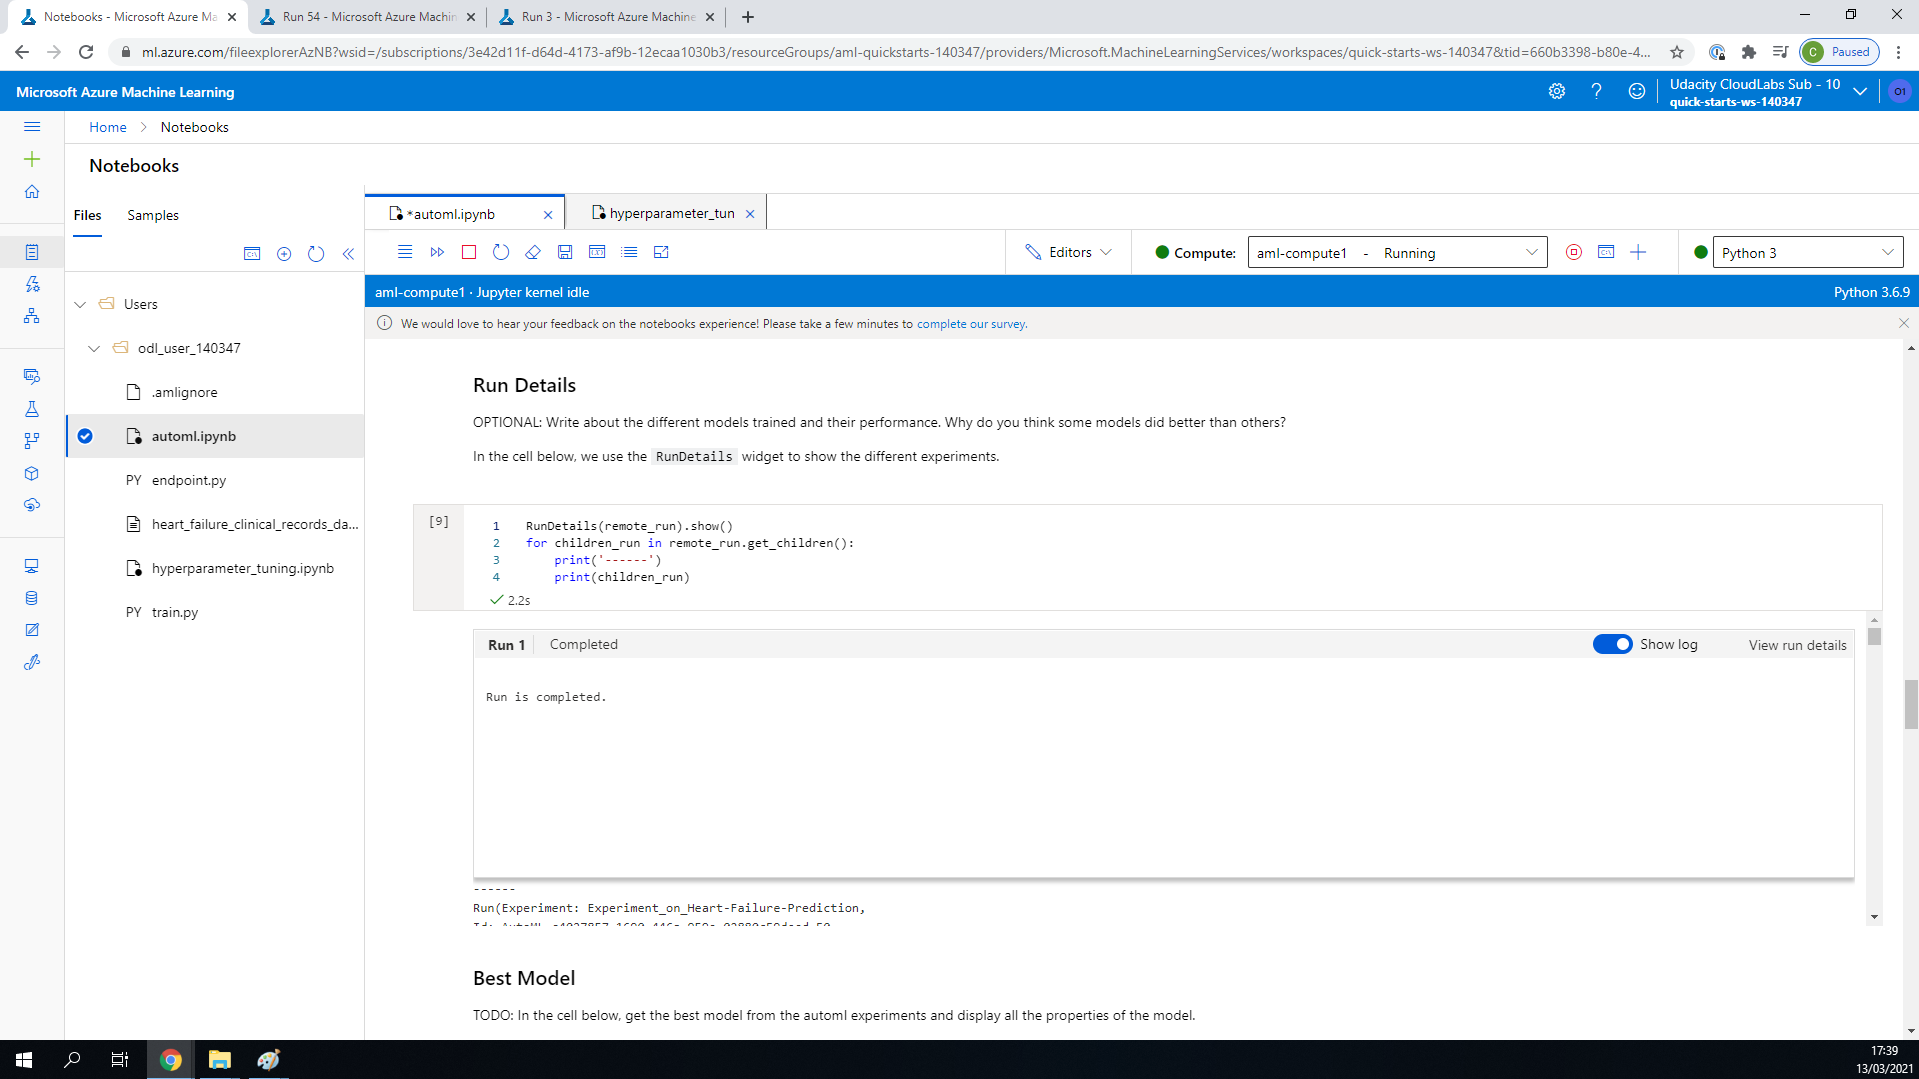 Notebooks - Microsoft Azure Ma
Run 54 - Microsoft Azure Machin
Run 3 - Microsoft Azure Machine
ml.azure.com/fileexplorerAzNB?wsid=/subscriptions/3e42d11f-d64d-4173-af9b-12ecaa1030b3/resourceGroups/aml-quickstarts-140347/providers/Microsoft.MachineLearningServices/workspaces/quick-starts-ws-140347&tid=660b3398-b80e-4...
C Paused
Microsoft Azure Machine Learning
Udacity CloudLabs Sub - 10
quick-starts-ws-140347
O1
Home > Notebooks
Notebooks
Files Samples
*automl.ipynb
hyperparameter_tun
Editors
Compute: aml-compute1 - Running
Python 3
aml-compute1 · Jupyter kernel idle
Python 3.6.9
We would love to hear your feedback on the notebooks experience! Please take a few minutes to complete our survey.
Users
odl_user_140347
.amlignore
automl.ipynb
PY endpoint.py
heart_failure_clinical_records_da...
hyperparameter_tuning.ipynb
PY train.py
Run Details
OPTIONAL: Write about the different models trained and their performance. Why do you think some models did better than others?
In the cell below, we use the RunDetails widget to show the different experiments.
[9]
1 RunDetails(remote_run).show()
2 for children_run in remote_run.get_children():
3 print('------')
4 print(children_run)
2.2s
Run 1 Completed
Show log
View run details
Run is completed.
------
Run(Experiment: Experiment_on_Heart-Failure-Prediction,
Best Model
TODO: In the cell below, get the best model from the automl experiments and display all the properties of the model.
17:39
13/03/2021